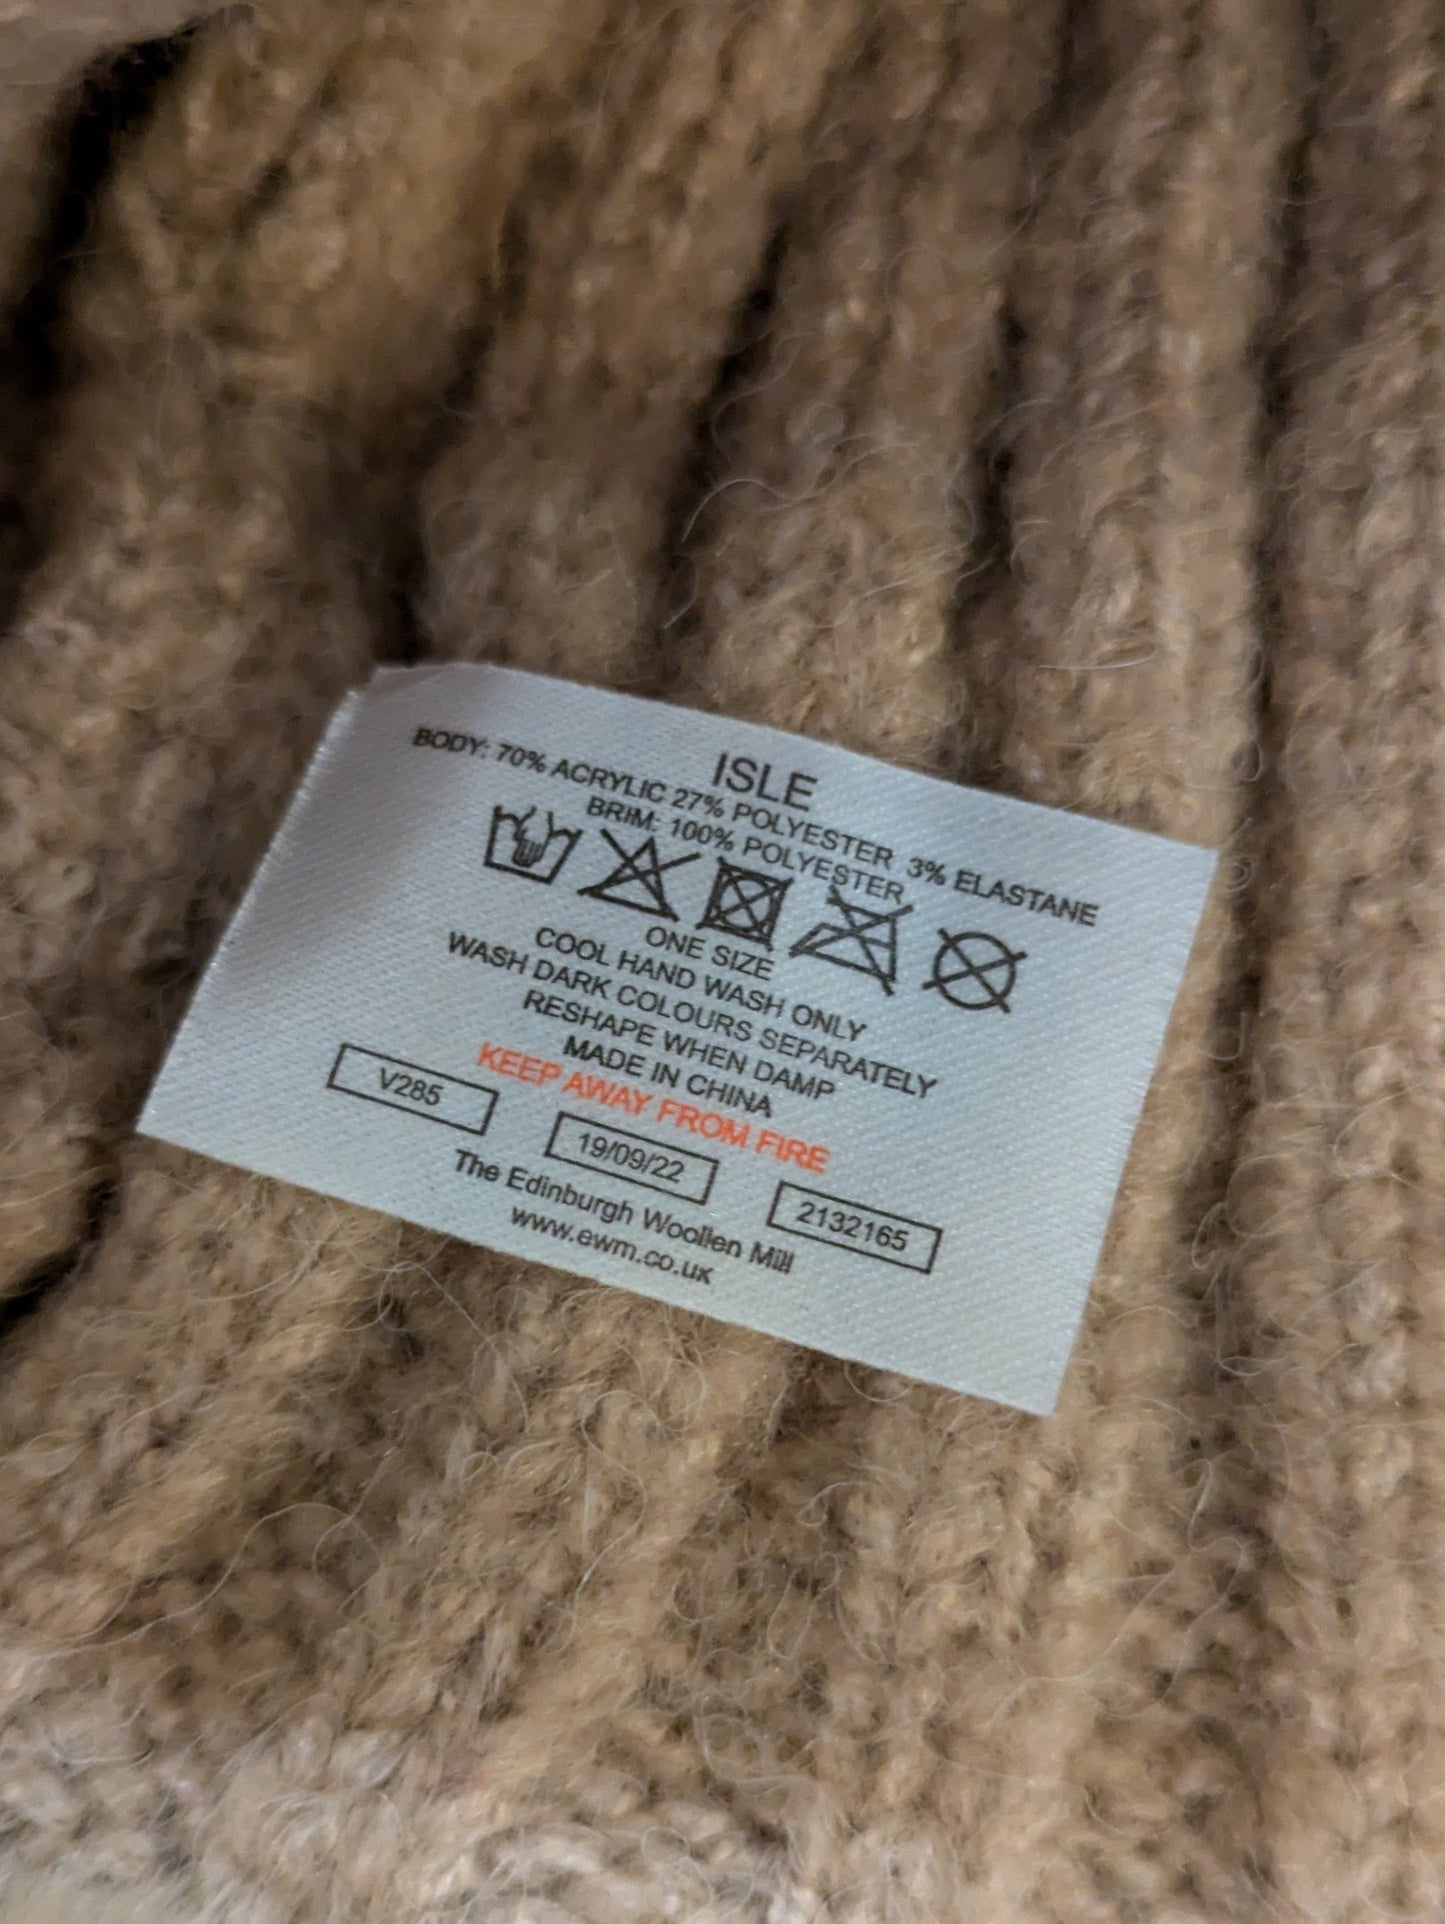 ISLE
BODY: 70% ACRYLIC 27% POLYESTER 3% ELASTANE
BRIM: 100% POLYESTER
ONE SIZE
COOL HAND WASH ONLY
WASH DARK COLOURS SEPARATELY
RESHAPE WHEN DAMP
MADE IN CHINA
KEEP AWAY FROM FIRE
V285
19/09/22
2132165
The Edinburgh Woollen Mill
www.ewm.co.uk